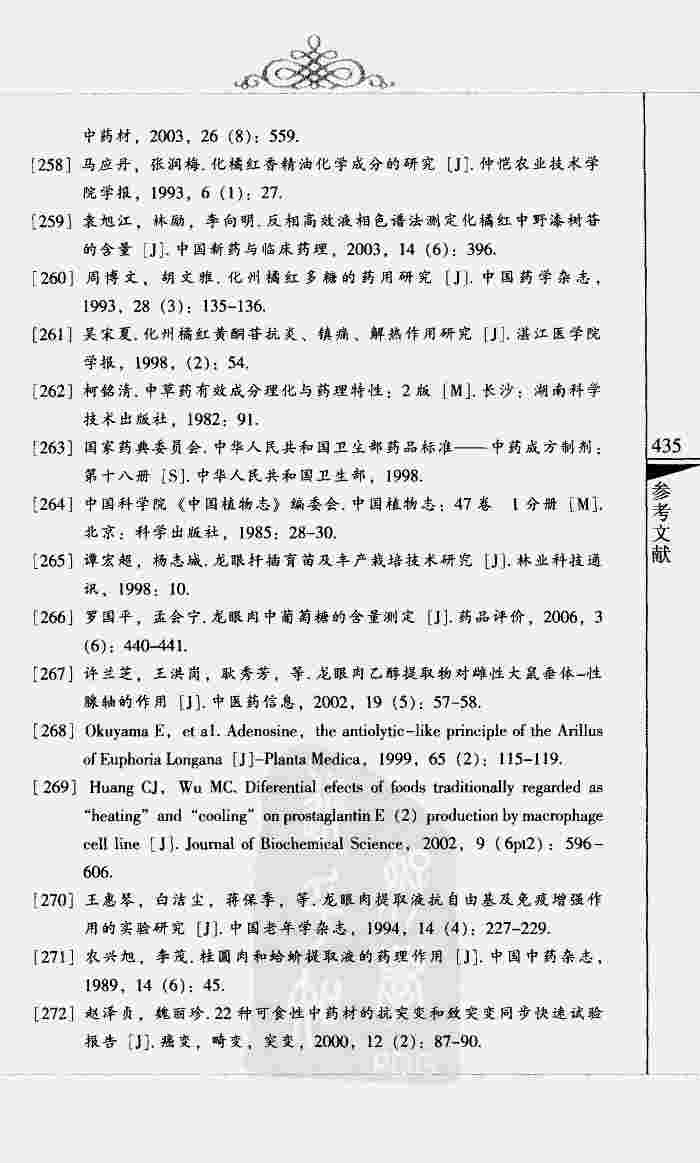 中药材，2003，26（8）：559.
[258] 马应丹，张润梅.化橘红香精油化学成分的研究［J].仲恺农业技术学
院学报，1993，6（1）：27.
[259] 袁旭江，林励，李向明.反相高效液相色谱法测定化橘红中野漆树苷
的含量［J].中国新药与临床药理，2003，14（6）：396.
[260] 周博文，胡文雅.化州橘红多糖的药用研究［J].中国药学杂志，
1993，28（3）：135-136.
[261] 吴宋夏.化州橘红黄酮苷抗炎、镇痛、解热作用研究［J].湛江医学院
学报，1998，（2）：54.
[262] 柯铭清.中草药有效成分理化与药理特性：2版［M].长沙：湖南科学
技术出版社，1982：91.
[263] 国家药典委员会.中华人民共和国卫生部药品标准——中药成方制剂：
第十八册［S].中华人民共和国卫生部，1998.
[264] 中国科学院《中国植物志》编委会.中国植物志：47卷 1分册［M].
北京：科学出版社，1985：28-30.
[265] 谭宏超，杨志城.龙眼扦插育苗及丰产栽培技术研究［J].林业科技通
讯，1998：10.
[266] 罗国平，孟会宁.龙眼肉中葡萄糖的含量测定［J].药品评价，2006，3
（6）：440-441.
[267] 许兰芝，王洪岗，耿秀芳，等.龙眼肉乙醇提取物对雌性大鼠垂体-性
腺轴的作用［J].中医药信息，2002，19（5）：57-58.
[268] Okuyama E，et a1. Adenosine，the antiolytic-like principle of the Arillus
of Euphoria Longana［J]-Planta Medica，1999，65（2）：115-119.
[269] Huang CJ，Wu MC. Diferential efects of foods traditionally regarded as
“heating” and “cooling” on prostaglantin E（2）production by macrophage
cell line［J]. Journal of Biochemical Science，2002，9（6pt2）：596-
606.
[270] 王惠琴，白洁尘，蒋保季，等.龙眼肉提取液抗自由基及免疫增强作
用的实验研究［J].中国老年学杂志，1994，14（4）：227-229.
[271] 农兴旭，李茂.桂圆肉和蛤蚧提取液的药理作用［J].中国中药杂志，
1989，14（6）：45.
[272] 赵泽贞，魏丽珍.22种可食性中药材的抗突变和致突变同步快速试验
报告［J].癌变，畸变，突变，2000，12（2）：87-90.
435
参考文献